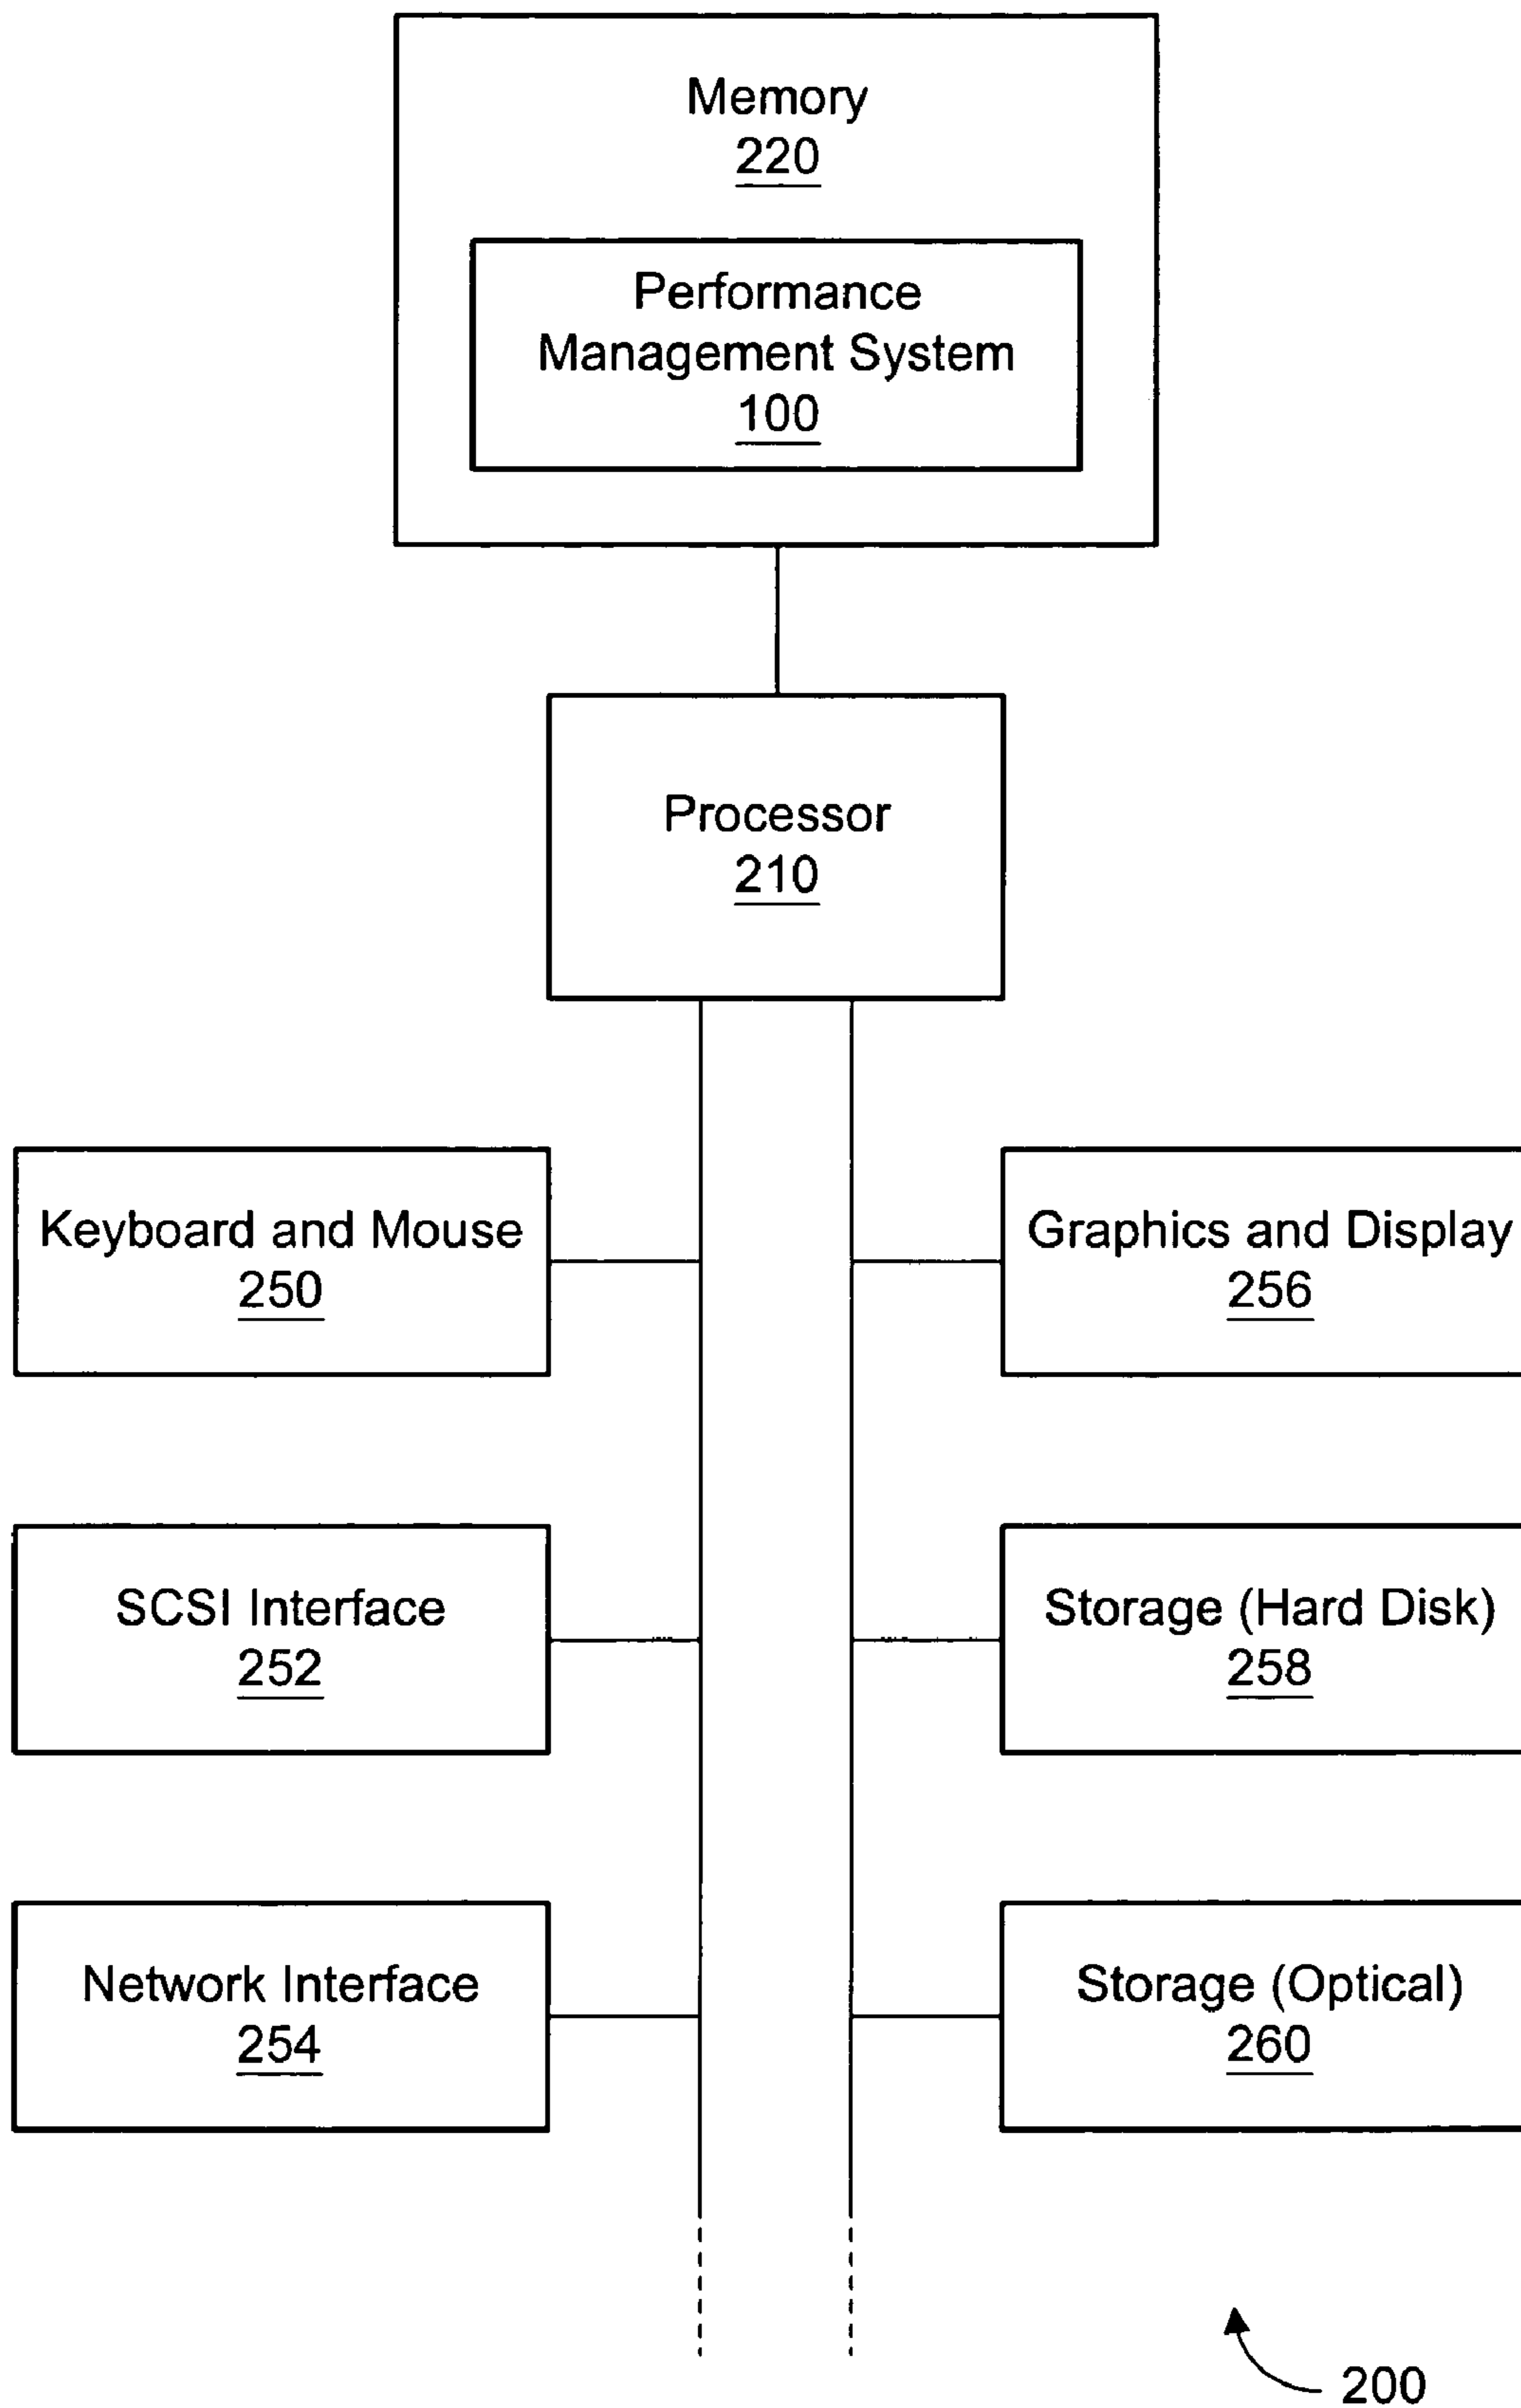 Memory
220
Performance
Management System
100
Processor
210
Keyboard and Mouse
250
Graphics and Display
256
SCSI Interface
252
Storage (Hard Disk)
258
Network Interface
254
Storage (Optical)
260
200